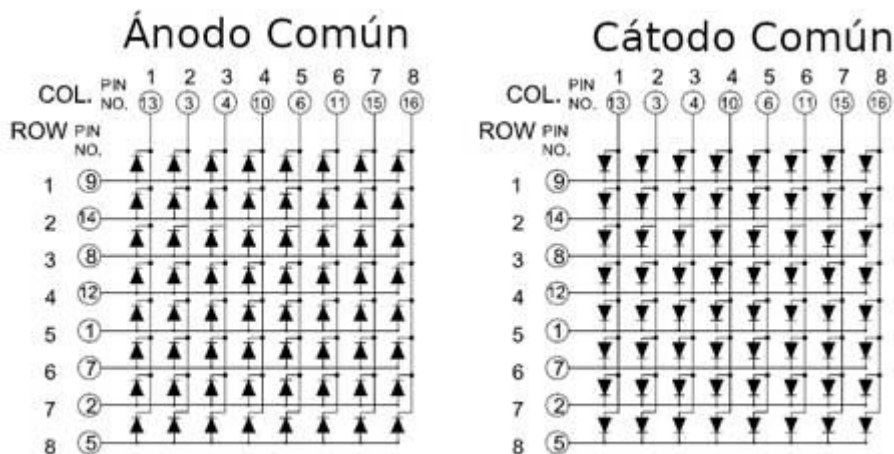 Ánodo Común
PIN 1 2 3 4 5 6 7 8
COL. NO. 13 3 4 10 6 11 15 16
ROW PIN
NO.
1 9
2 14
3 8
4 12
5 1
6 7
7 2
8 5
Cátodo Común
PIN 1 2 3 4 5 6 7 8
COL. NO. 13 3 4 10 6 11 15 16
ROW PIN
NO.
1 9
2 14
3 8
4 12
5 1
6 7
7 2
8 5